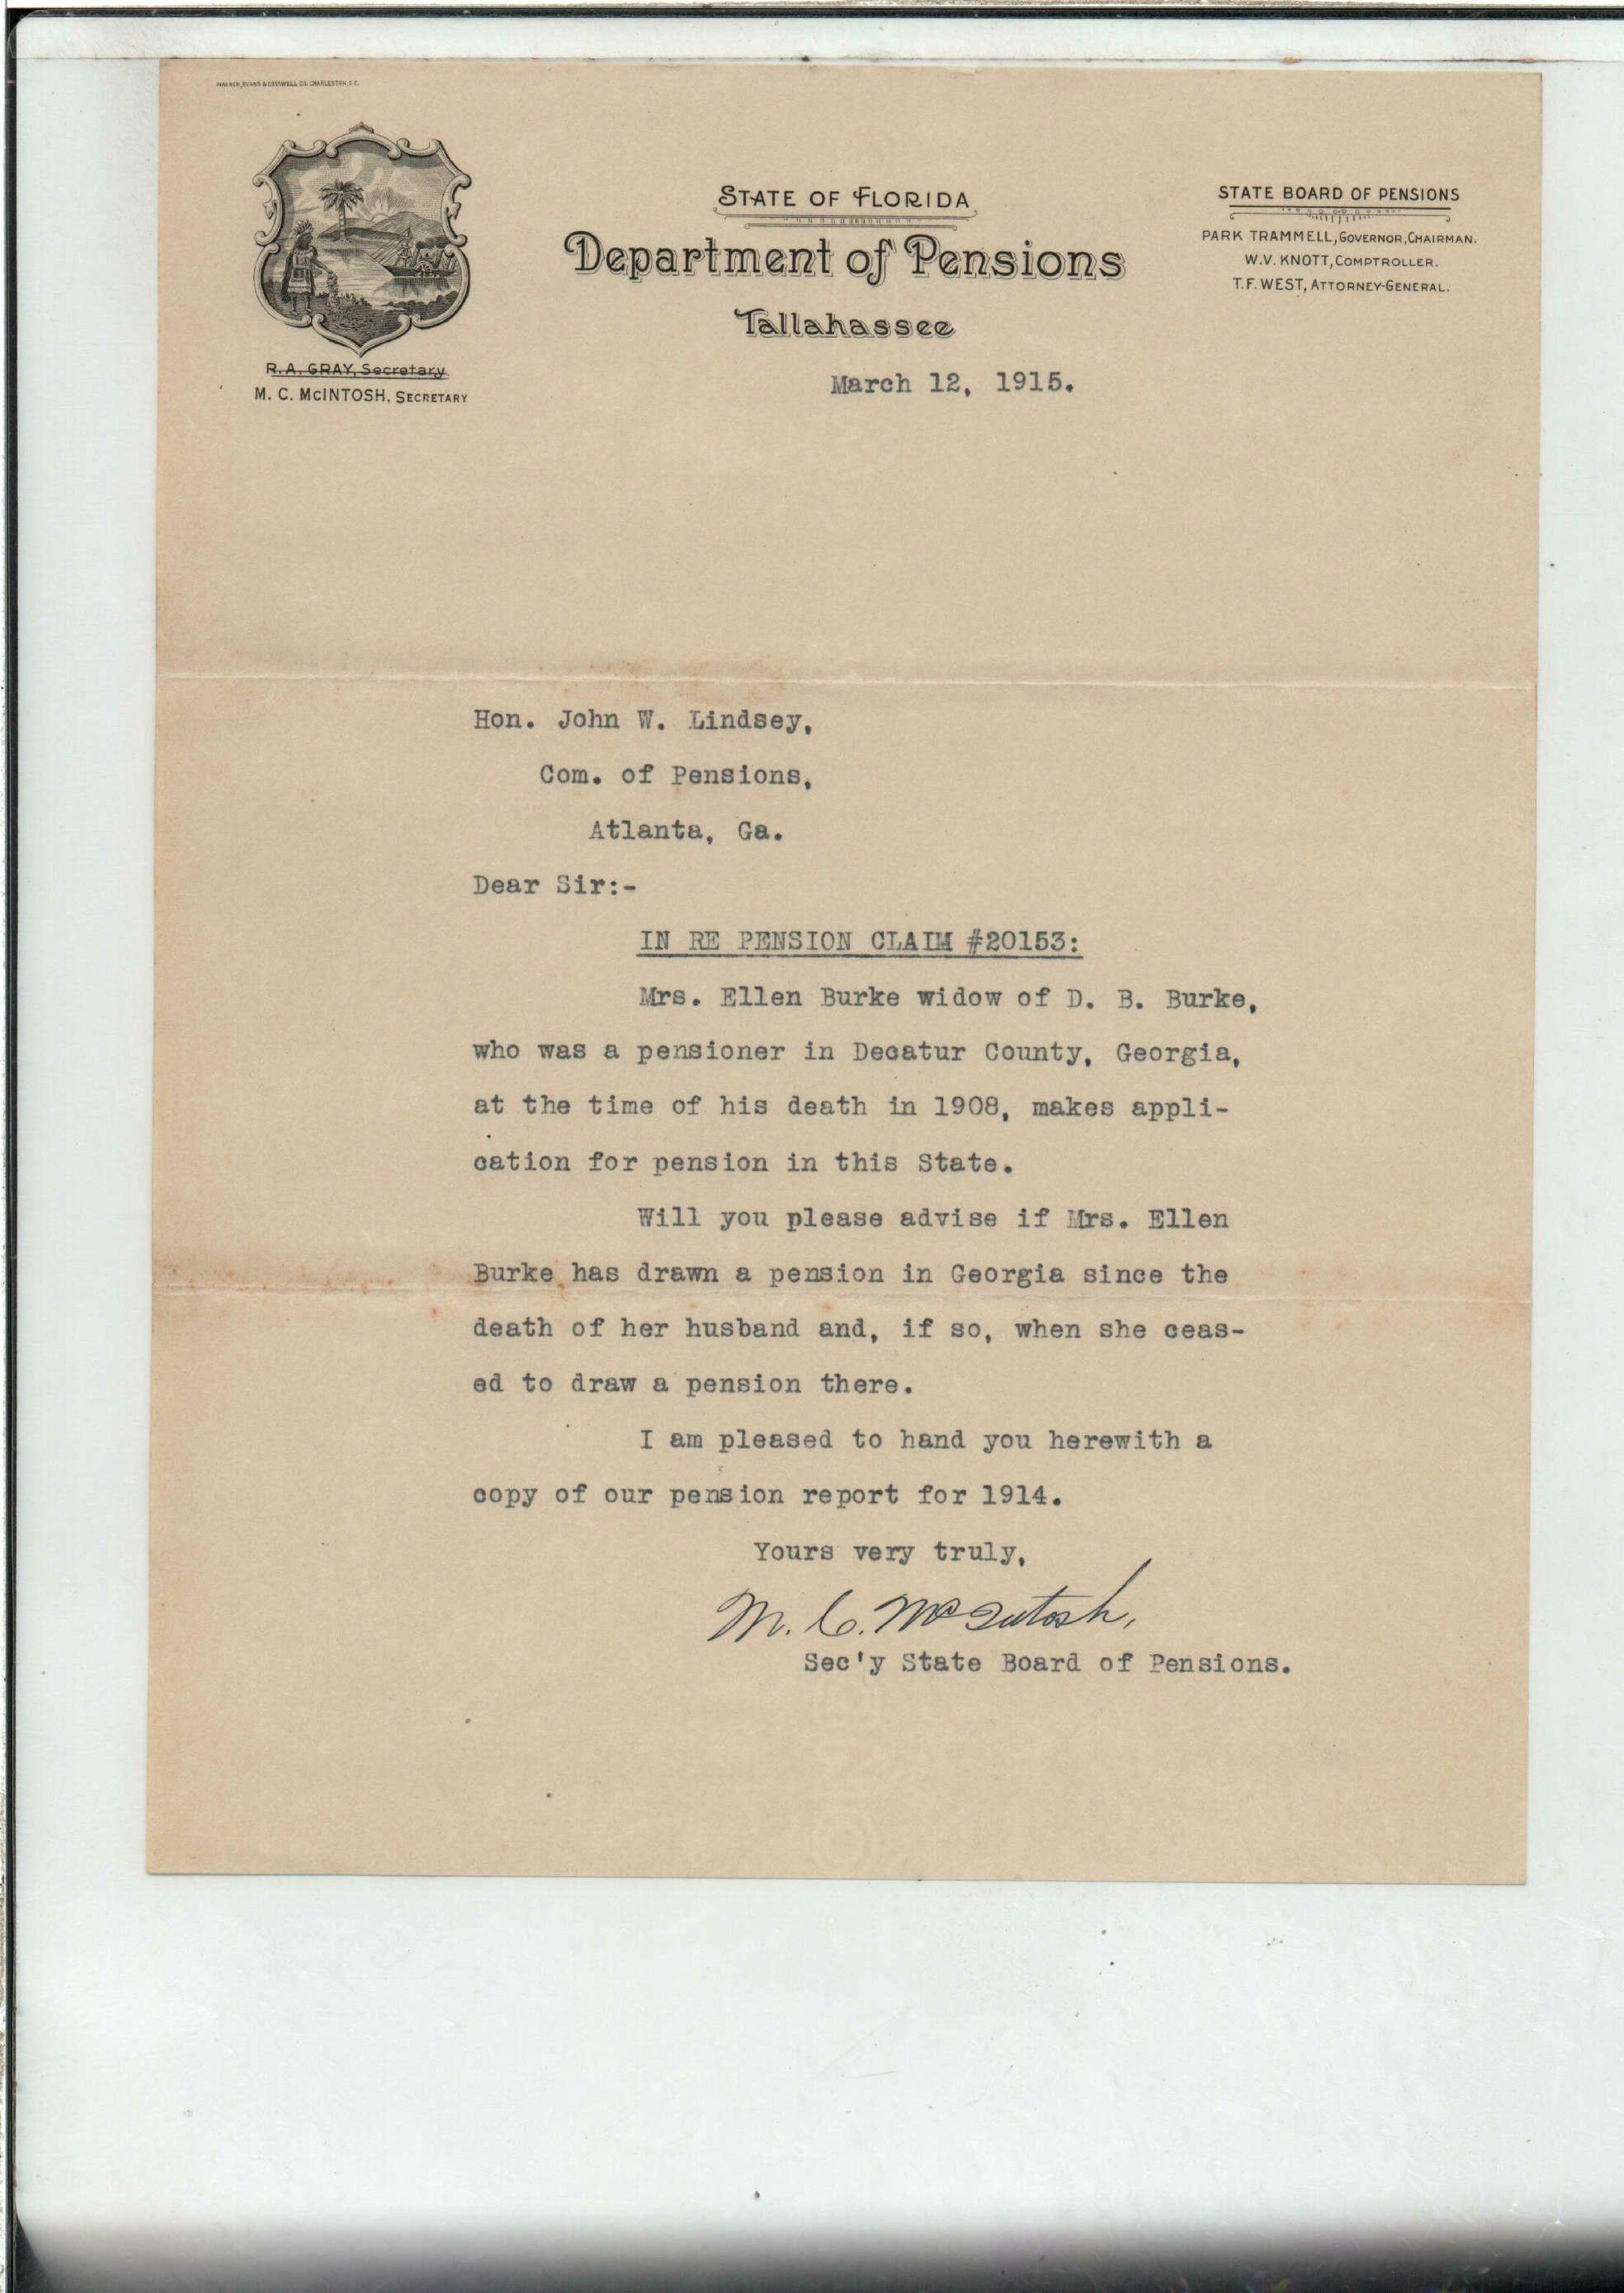 WALKER, EVANS & COGSWELL CO. CHARLESTON, S.C.
STATE OF FLORIDA
Department of Pensions
Tallahassee
STATE BOARD OF PENSIONS
PARK TRAMMELL, GOVERNOR, CHAIRMAN.
W.V. KNOTT, COMPTROLLER.
T.F. WEST, ATTORNEY-GENERAL.
R. A. GRAY, Secretary
M. C. McINTOSH, SECRETARY
March 12, 1915.
Hon. John W. Lindsey,
Com. of Pensions,
Atlanta, Ga.
Dear Sir:-
IN RE PENSION CLAIM #20153:
Mrs. Ellen Burke widow of D. B. Burke,
who was a pensioner in Decatur County, Georgia,
at the time of his death in 1908, makes appli-
cation for pension in this State.
Will you please advise if Mrs. Ellen
Burke has drawn a pension in Georgia since the
death of her husband and, if so, when she ceas-
ed to draw a pension there.
I am pleased to hand you herewith a
copy of our pension report for 1914.
Yours very truly,
M. C. McIntosh,
Sec'y State Board of Pensions.